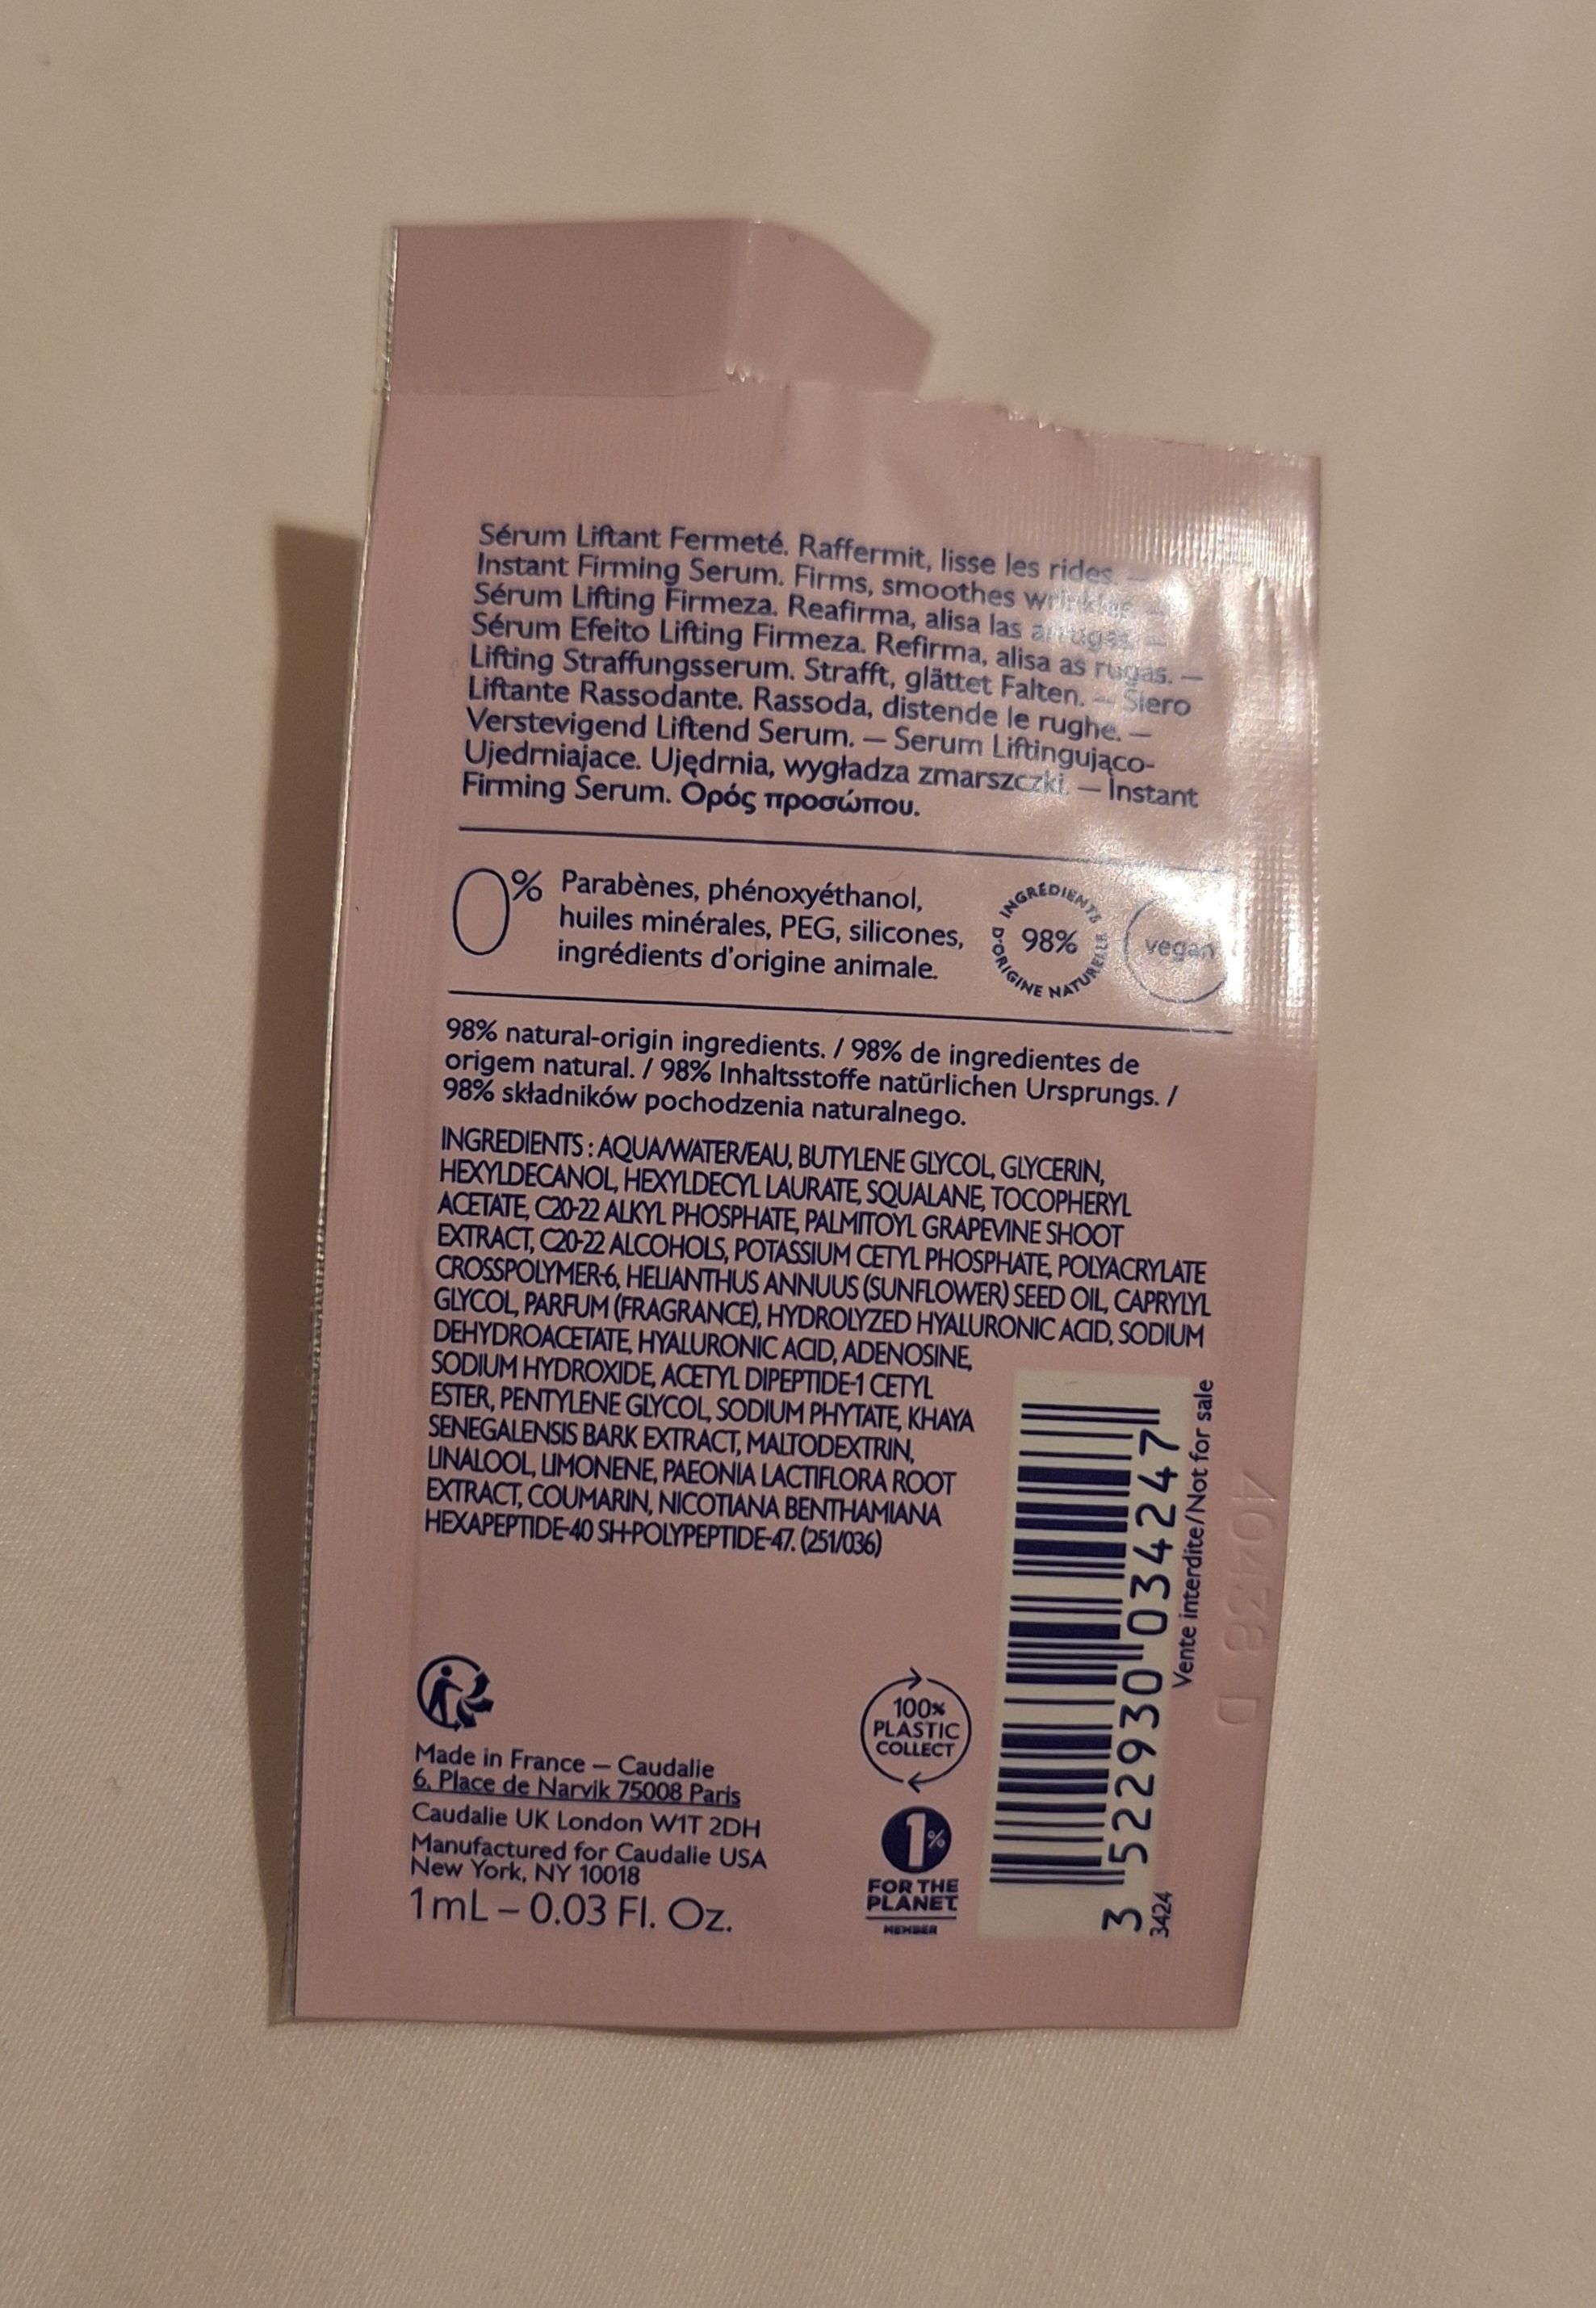 Sérum Liftant Fermeté. Raffermit, lisse les rides. —
Instant Firming Serum. Firms, smoothes wrinkles. —
Sérum Lifting Firmeza. Reafirma, alisa las arrugas. —
Sérum Efeito Lifting Firmeza. Refirma, alisa as rugas. —
Lifting Straffungsserum. Strafft, glättet Falten. — Siero
Liftante Rassodante. Rassoda, distende le rughe. —
Verstevigend Liftend Serum. — Serum Liftingująco-
Ujedrniajace. Ujędrnia, wygładza zmarszczki. — Instant
Firming Serum. Ορός προσώπου.
0% Parabènes, phénoxyéthanol,
huiles minérales, PEG, silicones,
ingrédients d'origine animale.
INGRÉDIENTS D'ORIGINE NATURELLE
98%
vegan
98% natural-origin ingredients. / 98% de ingredientes de
origem natural. / 98% Inhaltsstoffe natürlichen Ursprungs. /
98% składników pochodzenia naturalnego.
INGREDIENTS : AQUA/WATER/EAU, BUTYLENE GLYCOL, GLYCERIN,
HEXYLDECANOL, HEXYLDECYL LAURATE, SQUALANE, TOCOPHERYL
ACETATE, C20-22 ALKYL PHOSPHATE, PALMITOYL GRAPEVINE SHOOT
EXTRACT, C20-22 ALCOHOLS, POTASSIUM CETYL PHOSPHATE, POLYACRYLATE
CROSSPOLYMER-6, HELIANTHUS ANNUUS (SUNFLOWER) SEED OIL, CAPRYLYL
GLYCOL, PARFUM (FRAGRANCE), HYDROLYZED HYALURONIC ACID, SODIUM
DEHYDROACETATE, HYALURONIC ACID, ADENOSINE,
SODIUM HYDROXIDE, ACETYL DIPEPTIDE-1 CETYL
ESTER, PENTYLENE GLYCOL, SODIUM PHYTATE, KHAYA
SENEGALENSIS BARK EXTRACT, MALTODEXTRIN,
LINALOOL, LIMONENE, PAEONIA LACTIFLORA ROOT
EXTRACT, COUMARIN, NICOTIANA BENTHAMIANA
HEXAPEPTIDE-40 SH-POLYPEPTIDE-47. (251/036)
3 522930 034247
3424
Vente interdite/Not for sale
40438 D
100%
PLASTIC
COLLECT
1%
FOR THE
PLANET
MEMBER
Made in France — Caudalie
6, Place de Narvik 75008 Paris
Caudalie UK London W1T 2DH
Manufactured for Caudalie USA
New York, NY 10018
1mL – 0.03 Fl. Oz.